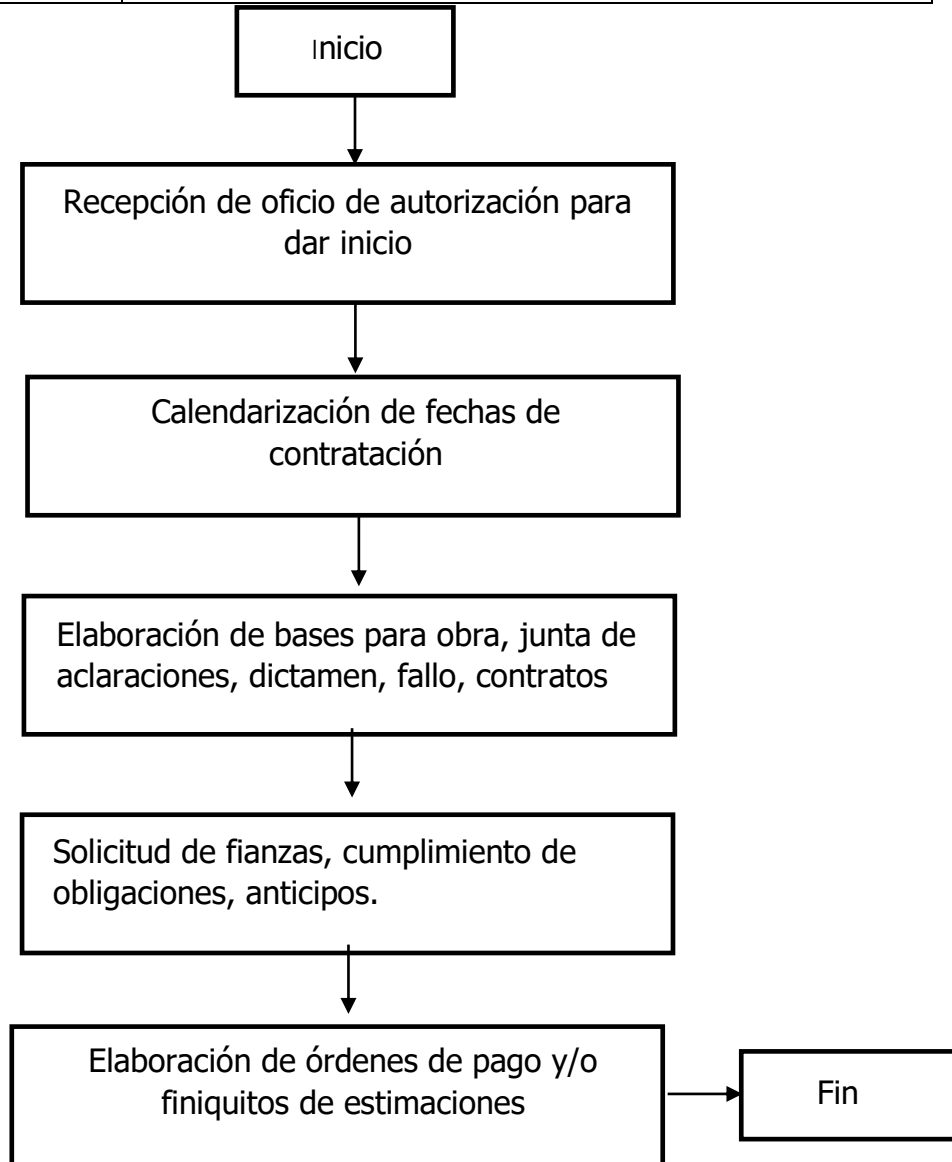 Inicio
Recepción de oficio de autorización para
dar inicio
Calendarización de fechas de
contratación
Elaboración de bases para obra, junta de
aclaraciones, dictamen, fallo, contratos
Solicitud de fianzas, cumplimiento de
obligaciones, anticipos.
Elaboración de órdenes de pago y/o
finiquitos de estimaciones
Fin